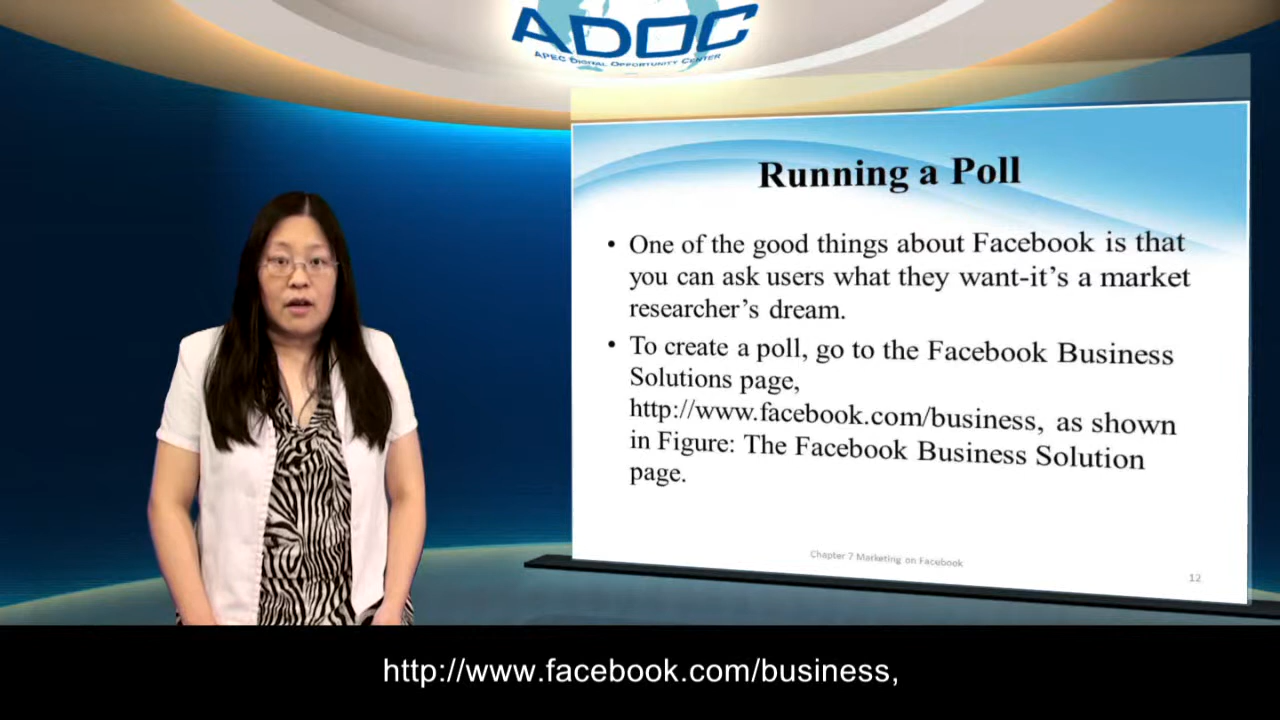 ADOC
APEC DIGITAL OPPORTUNITY CENTER
Running a Poll
• One of the good things about Facebook is that
you can ask users what they want-it's a market
researcher's dream.
• To create a poll, go to the Facebook Business
Solutions page,
http://www.facebook.com/business, as shown
in Figure: The Facebook Business Solution
page.
Chapter 7 Marketing on Facebook
12
http://www.facebook.com/business,